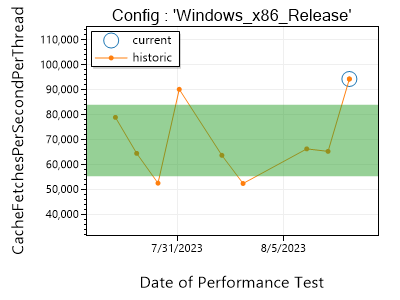 Config : 'Windows_x86_Release'
current
historic
CacheFetchesPerSecondPerThread
110,000
100,000
90,000
80,000
70,000
60,000
50,000
40,000
7/31/2023
8/5/2023
Date of Performance Test